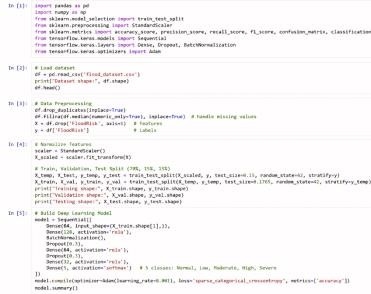 In [1]: import pandas as pd
import numpy as np
from sklearn.model_selection import train_test_split
from sklearn.preprocessing import StandardScaler
from sklearn.metrics import accuracy_score, precision_score, recall_score, f1_score, confusion_matrix, classification
from tensorflow.keras.models import Sequential
from tensorflow.keras.layers import Dense, Dropout, BatchNormalization
from tensorflow.keras.optimizers import Adam
In [2]: # Load dataset
df = pd.read_csv("flood_dataset.csv")
print("Dataset shape:", df.shape)
df.head()
In [3]: # Data Preprocessing
df.drop_duplicates(inplace=True)
df.fillna(df.median(numeric_only=True), inplace=True) # handle missing values
X = df.drop('FloodRisk', axis=1) # Features
y = df['FloodRisk'] # Labels
In [4]: # Normalize features
scaler = StandardScaler()
X_scaled = scaler.fit_transform(X)
# Train, Validation, Test Split (70%, 15%, 15%)
X_temp, X_test, y_temp, y_test = train_test_split(X_scaled, y, test_size=0.15, random_state=42, stratify=y)
X_train, X_val, y_train, y_val = train_test_split(X_temp, y_temp, test_size=0.1765, random_state=42, stratify=y_temp)
print("Training shape:", X_train.shape, y_train.shape)
print("Validation shape:", X_val.shape, y_val.shape)
print("Testing shape:", X_test.shape, y_test.shape)
In [5]: # Build Deep Learning Model
model = Sequential([
Dense(64, input_shape=(X_train.shape[1],)),
Dense(128, activation='relu'),
BatchNormalization(),
Dropout(0.3),
Dense(64, activation='relu'),
Dropout(0.3),
Dense(32, activation='relu'),
Dense(5, activation='softmax') # 5 classes: Normal, Low, Moderate, High, Severe
])
model.compile(optimizer=Adam(learning_rate=0.001), loss='sparse_categorical_crossentropy', metrics=['accuracy'])
model.summary()